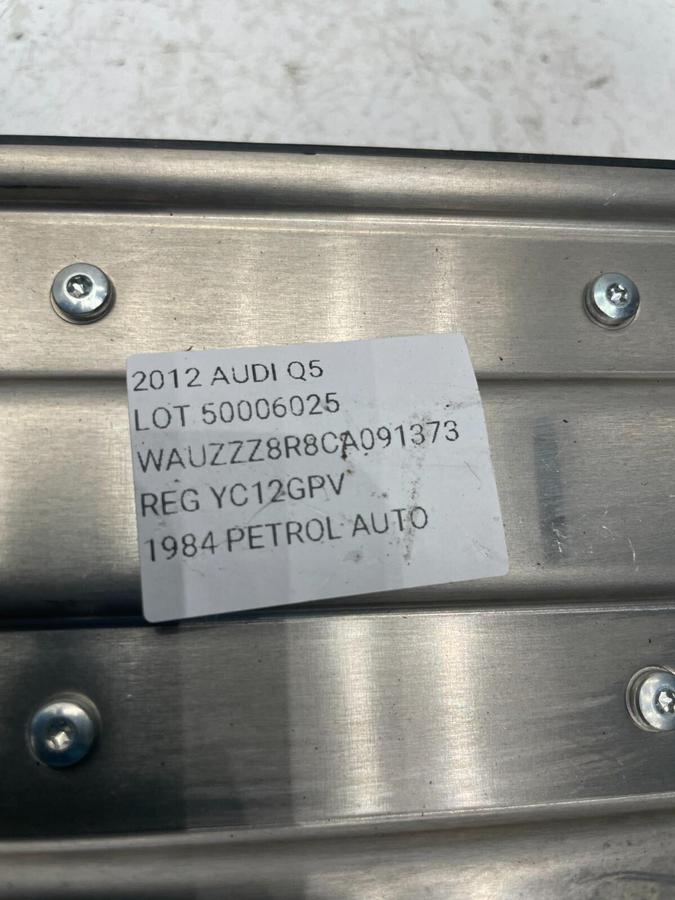 2012 AUDI Q5
LOT 50006025
WAUZZZ8R8CA091373
REG YC12GPV
1984 PETROL AUTO